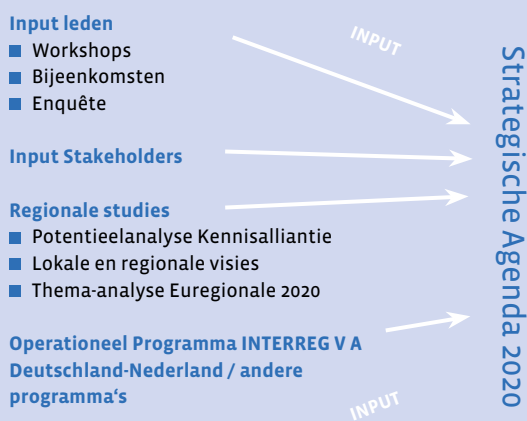 Input leden
Workshops
Bijeenkomsten
Enquête
Input Stakeholders
Regionale studies
Potentieelanalyse Kennisalliantie
Lokale en regionale visies
Thema-analyse Euregionale 2020
Operationeel Programma INTERREG V A
Deutschland-Nederland / andere
programma‘s
INPUT
INPUT
Strategische Agenda 2020